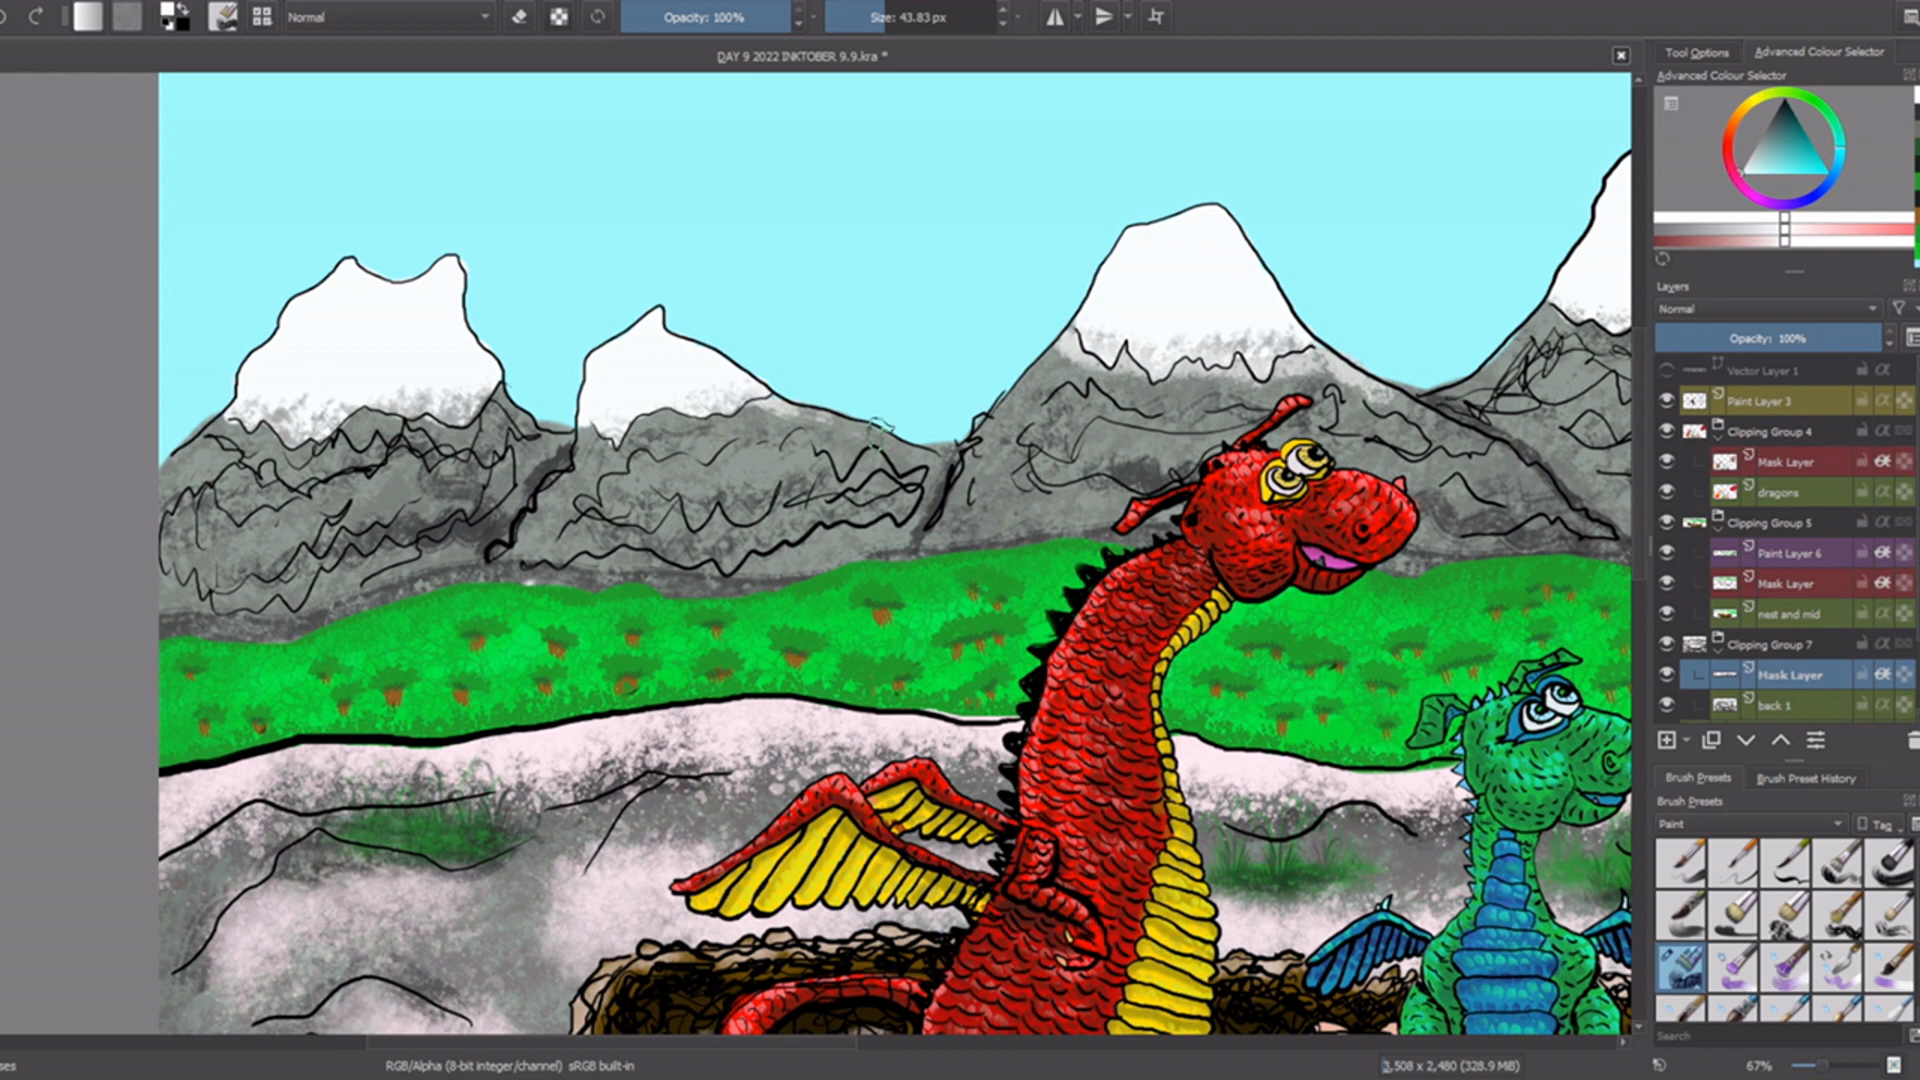 Normal
Opacity: 100%
Size: 43.83 px
DAY 9 2022 INKTOBER 9.9.kra *
Tool Options
Advanced Colour Selector
Advanced Colour Selector
Layers
Normal
Opacity: 100%
Vector Layer 1
Paint Layer 3
Clipping Group 4
Mask Layer
dragons
Clipping Group 5
Paint Layer 6
Mask Layer
nest and mid
Clipping Group 7
Mask Layer
back 1
Brush Presets
Brush Preset History
Brush Presets
Paint
Tag
Search
ses
RGB/Alpha (8-bit integer/channel) sRGB built-in
3,508 x 2,480 (328.9 MiB)
67%